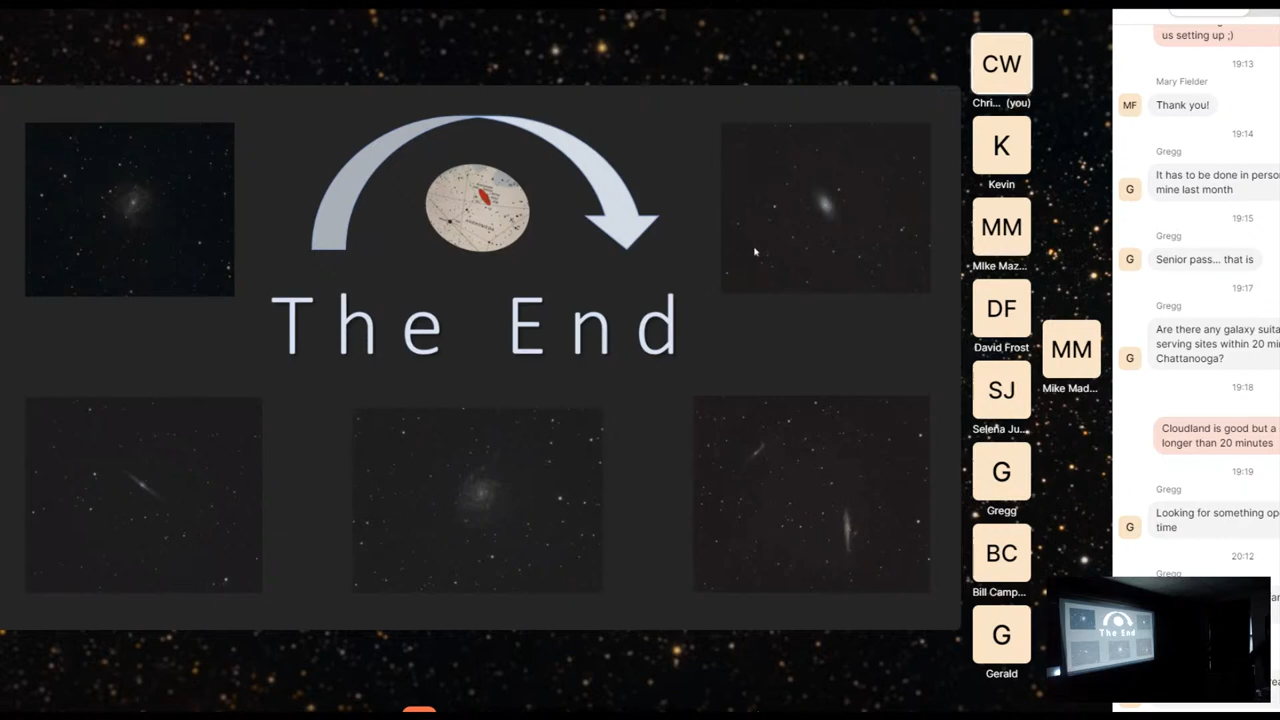 The End
CW
Chri... (you)
K
Kevin
MM
MIke Maz...
DF
David Frost
SJ
Selena Ju...
G
Gregg
BC
Bill Camp...
G
Gerald
MM
Mike Mad...
us setting up ;)
19:13
Mary Fielder
MF
Thank you!
19:14
Gregg
It has to be done in perso
mine last month
G
19:15
Gregg
G
Senior pass... that is
19:17
Gregg
Are there any galaxy suita
serving sites within 20 mi
Chattanooga?
G
19:18
Cloudland is good but a
longer than 20 minutes
19:19
Gregg
Looking for something op
time
G
20:12
Gregg
The End